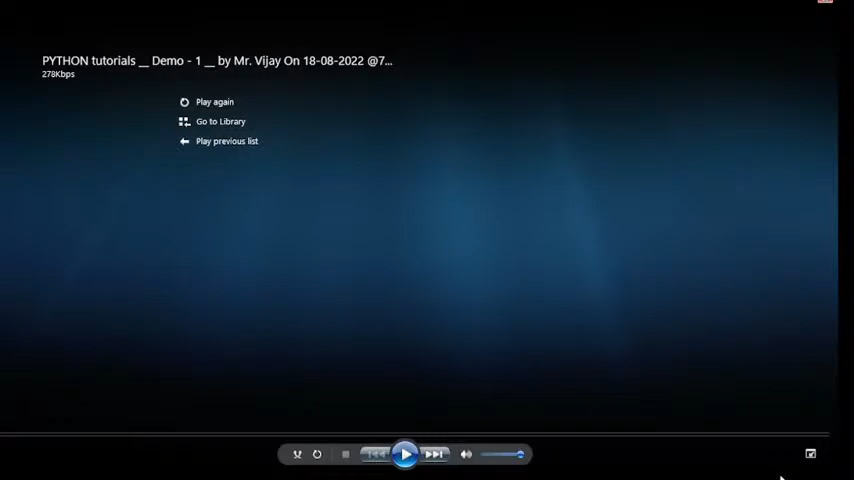 PYTHON tutorials __ Demo - 1 __ by Mr. Vijay On 18-08-2022 @7...
278Kbps
Play again
Go to Library
Play previous list